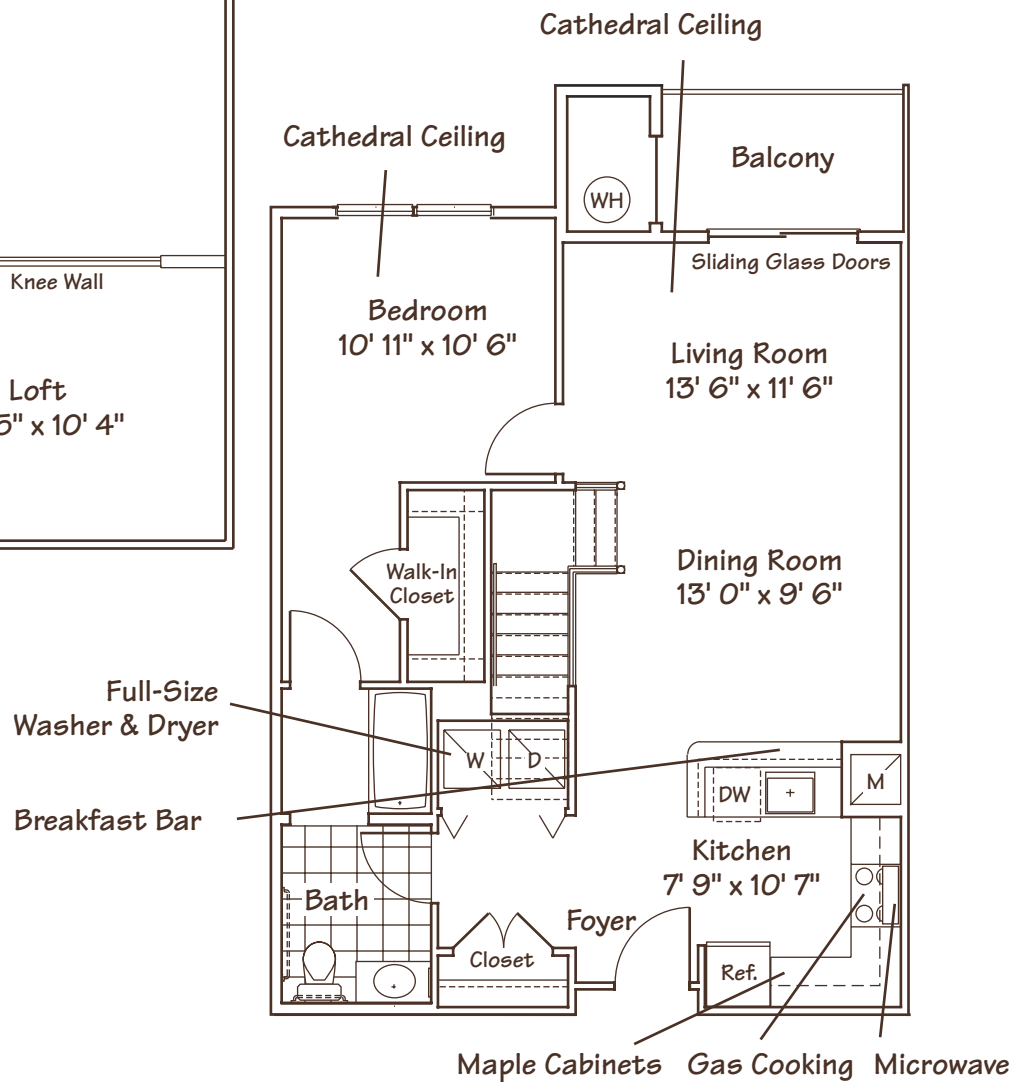 Cathedral Ceiling
Cathedral Ceiling
Balcony
WH
Sliding Glass Doors
Knee Wall
Bedroom
10' 11" x 10' 6"
Living Room
13' 6" x 11' 6"
Loft
5" x 10' 4"
Dining Room
13' 0" x 9' 6"
Walk-In
Closet
Full-Size
Washer & Dryer
W
D
M
DW
Breakfast Bar
Kitchen
7' 9" x 10' 7"
Bath
Foyer
Closet
Ref.
Maple Cabinets
Gas Cooking
Microwave